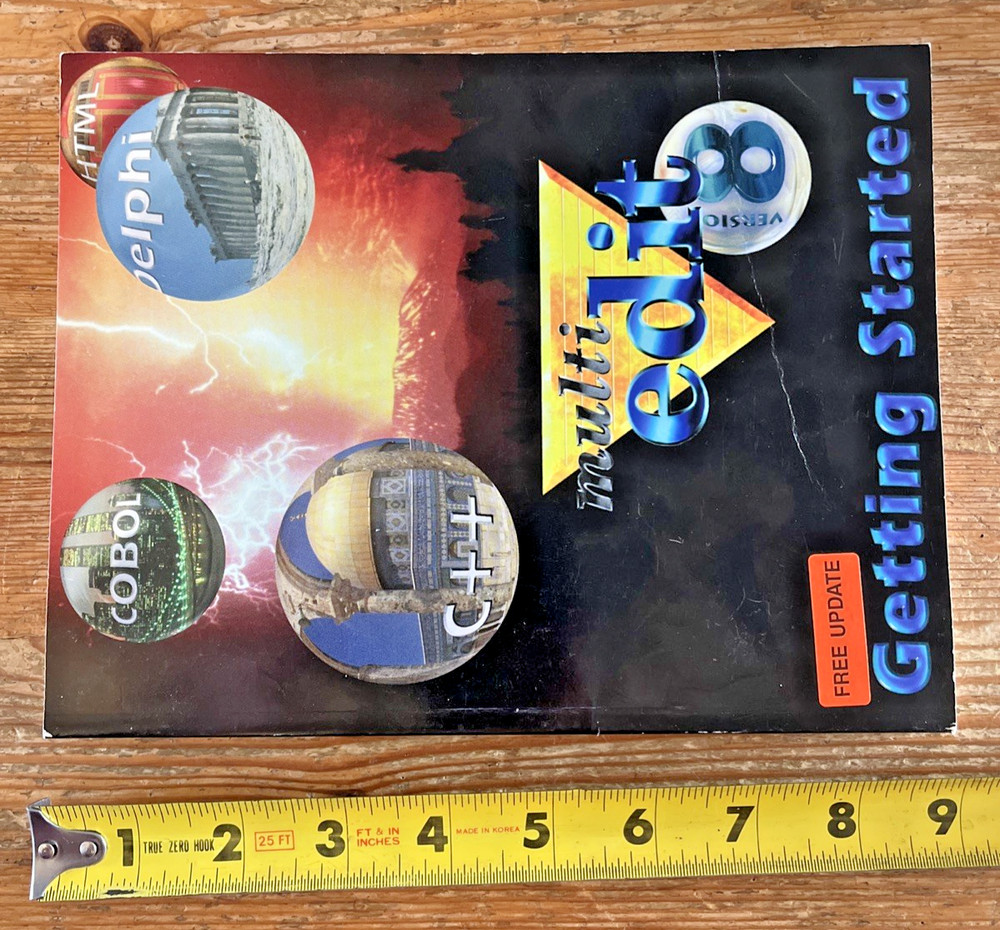 HTML
Delphi
COBOL
C++
multi
edit
VERSION
8
Getting Started
FREE UPDATE
1 2 3 4 5 6 7 8 9
TRUE ZERO HOOK
25 FT
FT & IN
INCHES
MADE IN KOREA